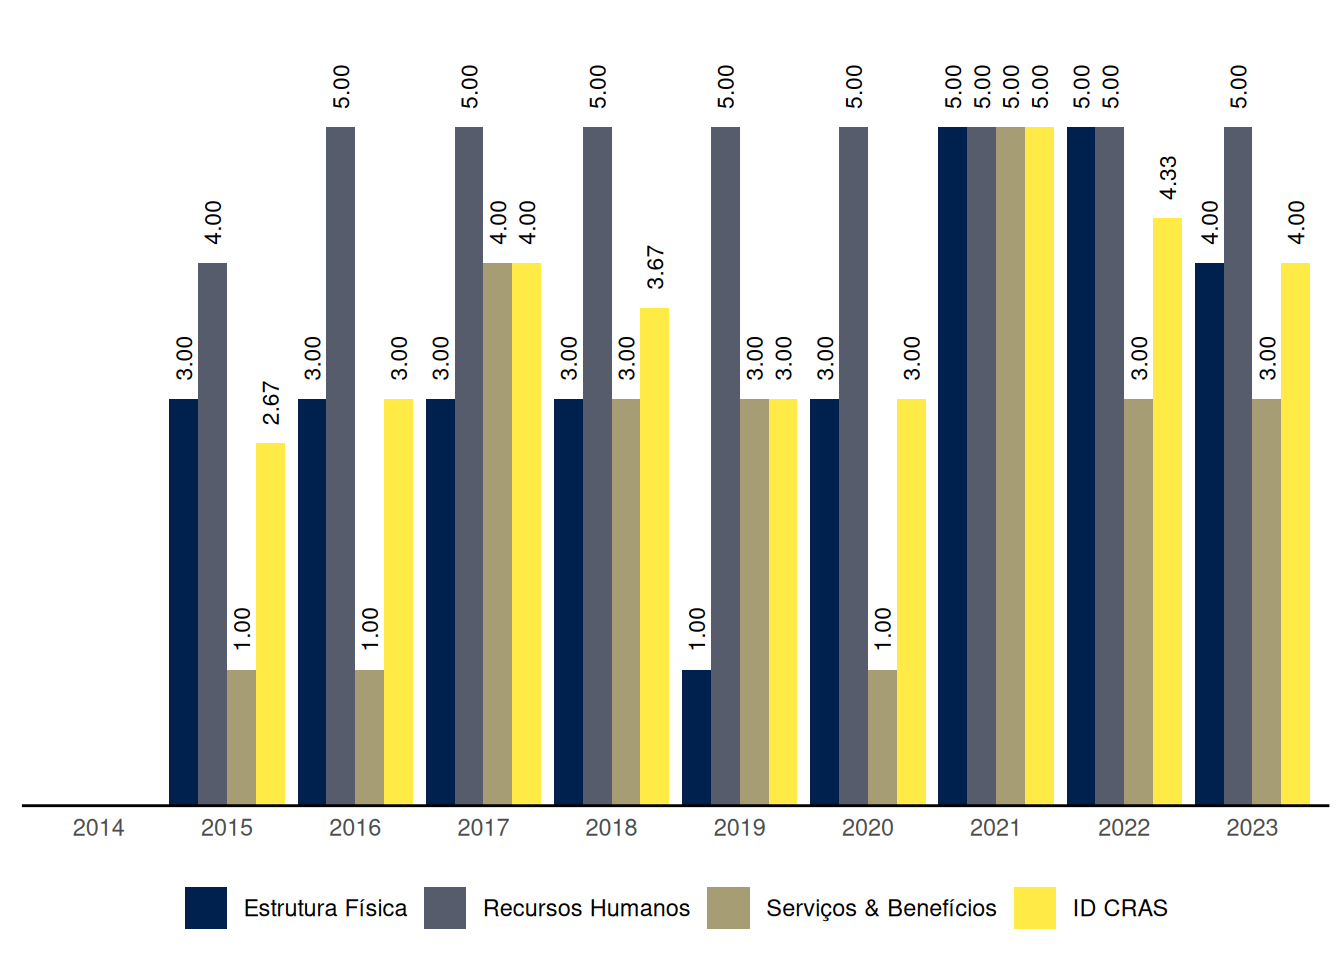 5.00 5.00 5.00 5.00 5.00 5.00 5.00 5.00 5.00 5.00 5.00 5.00
4.33
4.00 4.00 4.00 4.00 4.00
3.67
3.00 3.00 3.00 3.00 3.00 3.00 3.00 3.00 3.00 3.00 3.00
2.67
1.00 1.00 1.00 1.00
2014 2015 2016 2017 2018 2019 2020 2021 2022 2023
Estrutura Física Recursos Humanos Serviços & Benefícios ID CRAS